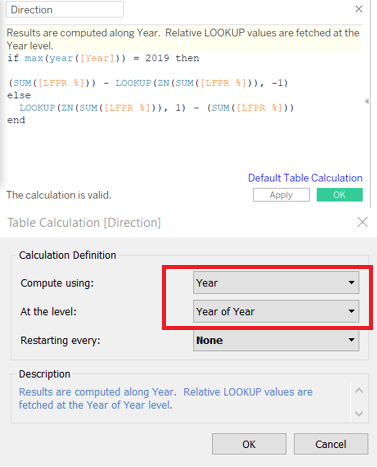 Direction
Results are computed along Year. Relative LOOKUP values are fetched at the
Year level.
if max(year([Year])) = 2019 then
(SUM([LFPR %])) - LOOKUP(ZN(SUM([LFPR %])), -1)
else
LOOKUP(ZN(SUM([LFPR %])), 1) - (SUM([LFPR %]))
end
Default Table Calculation
The calculation is valid.
Apply
OK
Table Calculation [Direction]
Calculation Definition
Compute using:
Year
At the level:
Year of Year
Restarting every:
None
Description
Results are computed along Year. Relative LOOKUP values are
fetched at the Year of Year level.
OK
Cancel